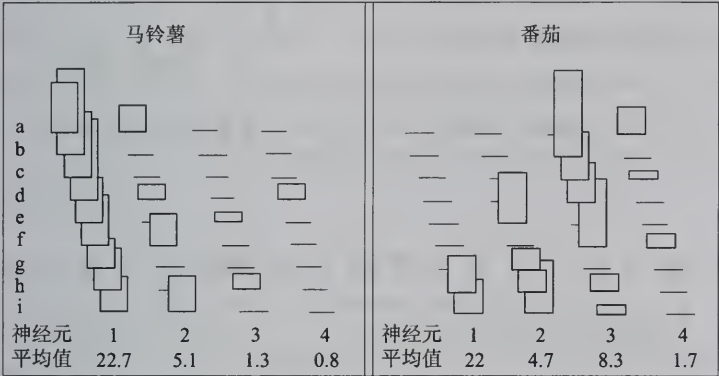 马铃薯 番茄
a
b
c
d
e
f
g
h
i
神经元 1 2 3 4 神经元 1 2 3 4
平均值 22.7 5.1 1.3 0.8 平均值 22 4.7 8.3 1.7